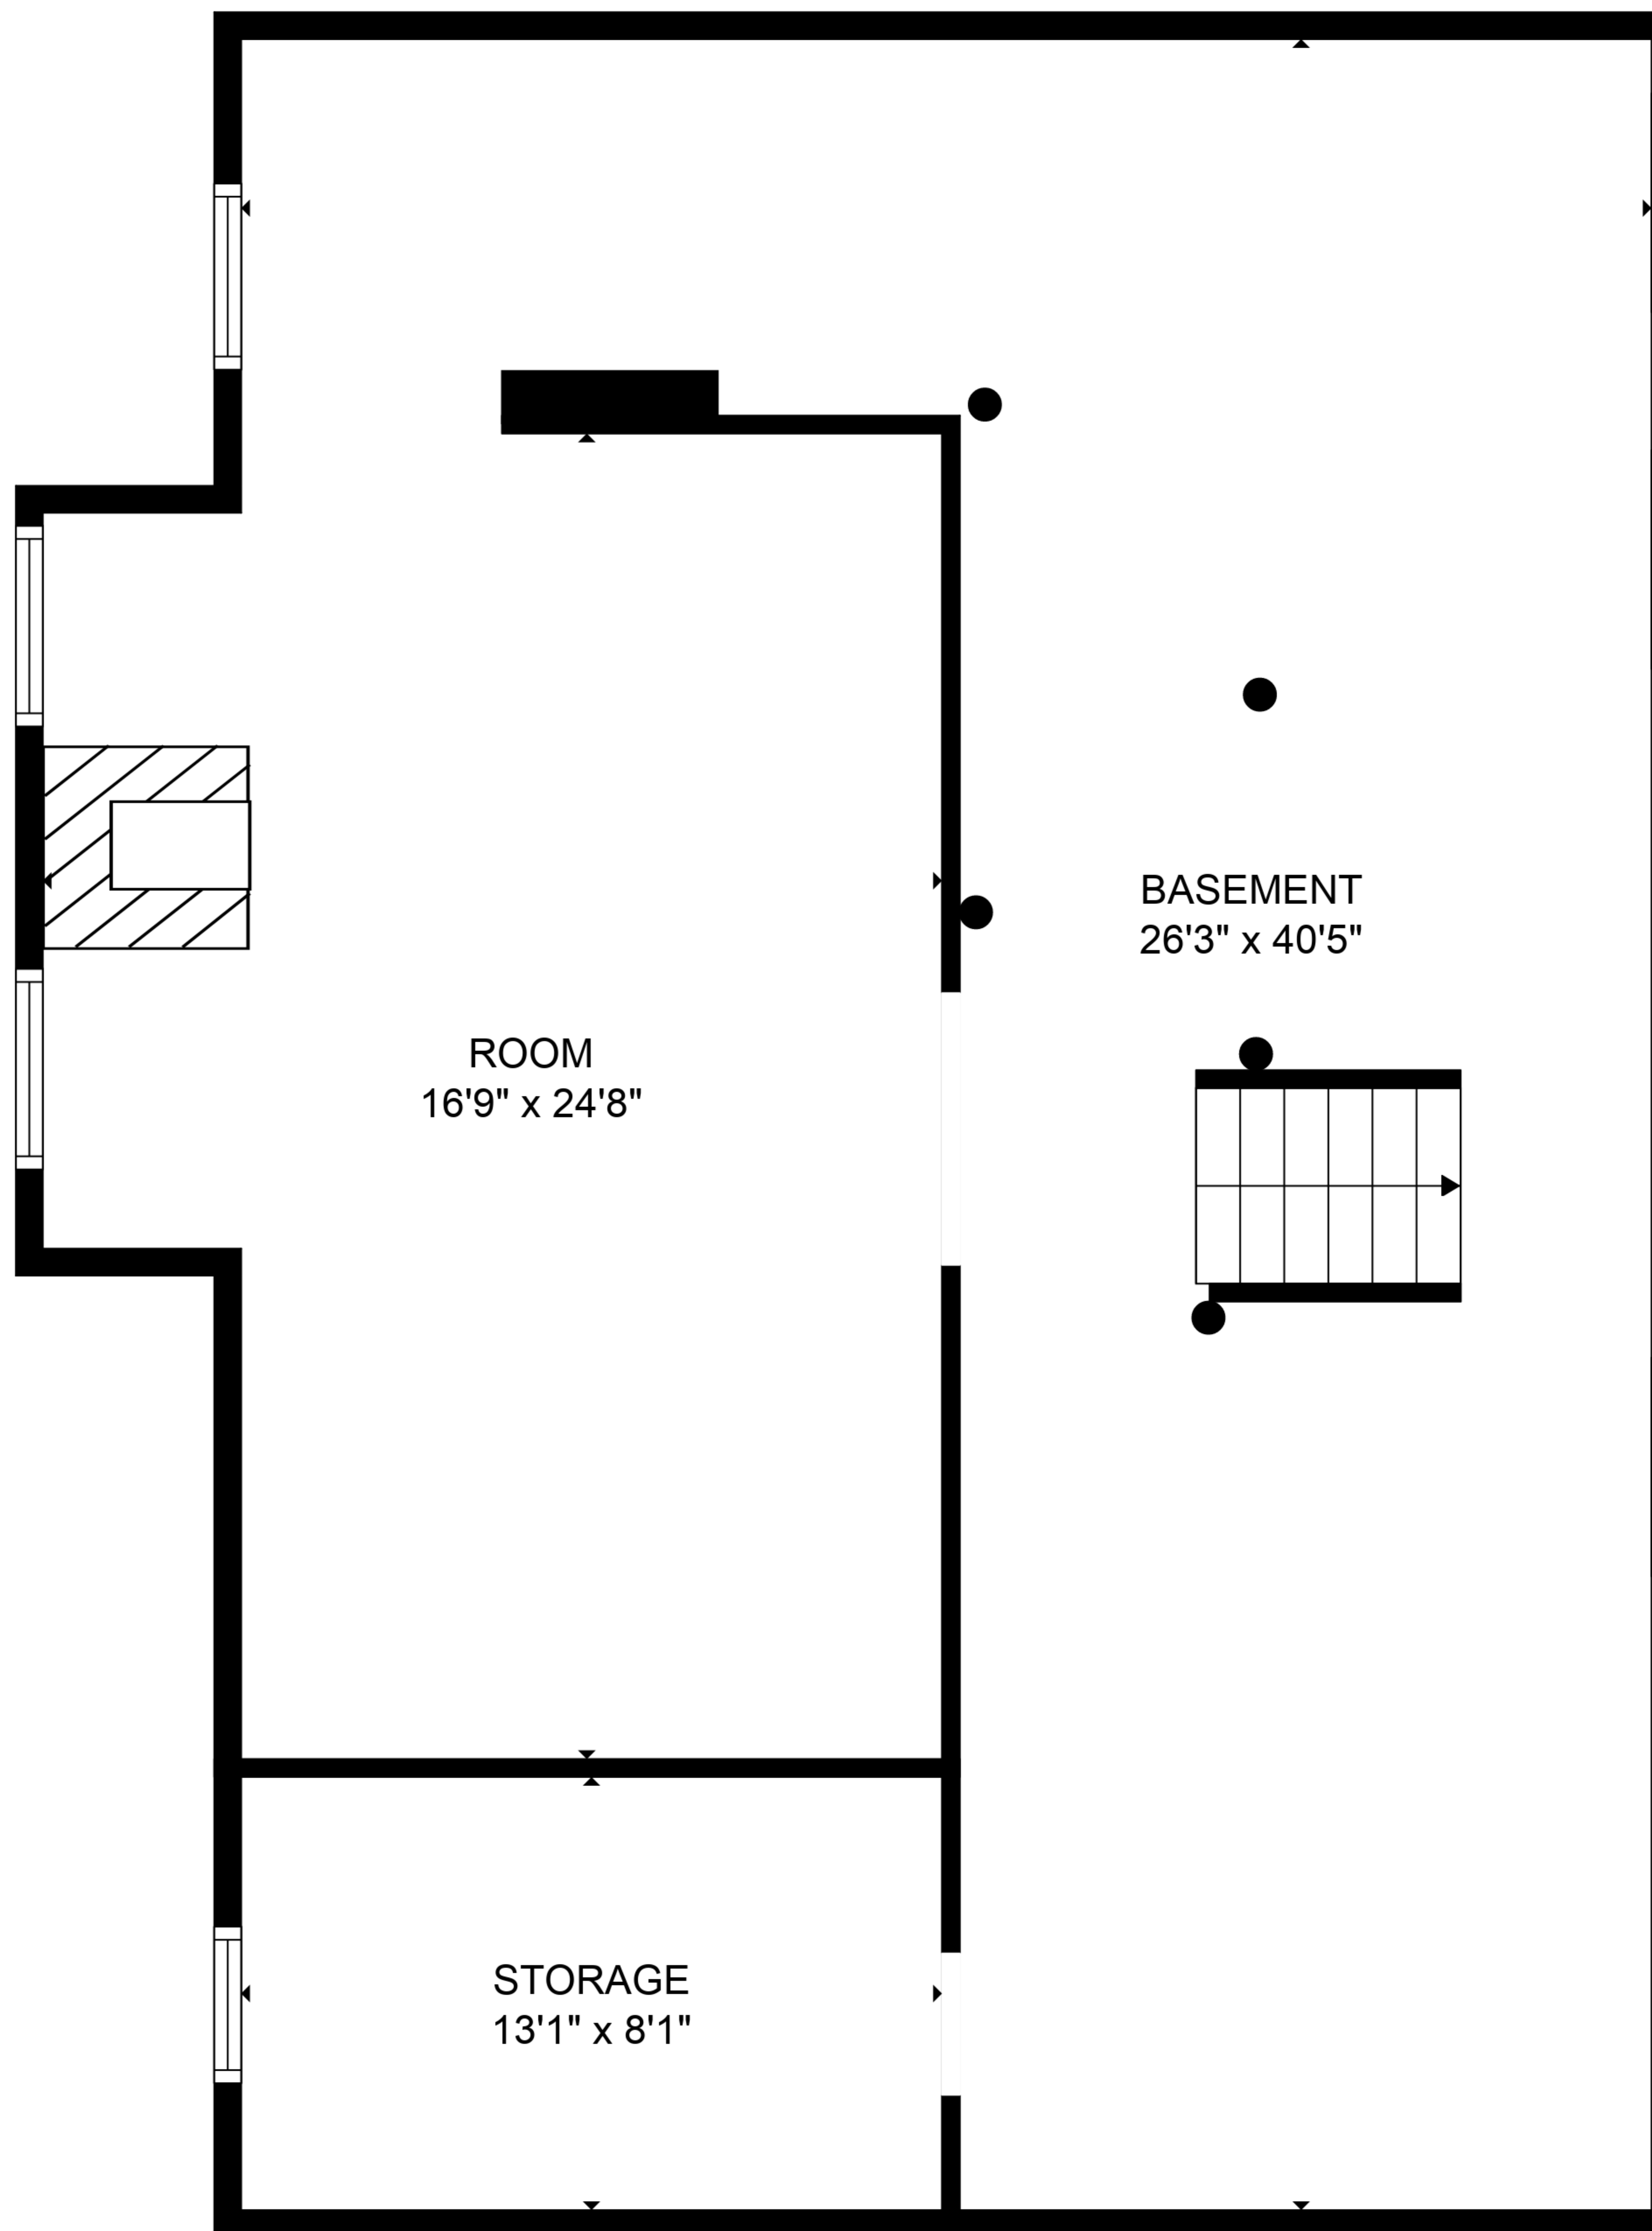 BASEMENT
26'3" x 40'5"
ROOM
16'9" x 24'8"
STORAGE
13'1" x 8'1"